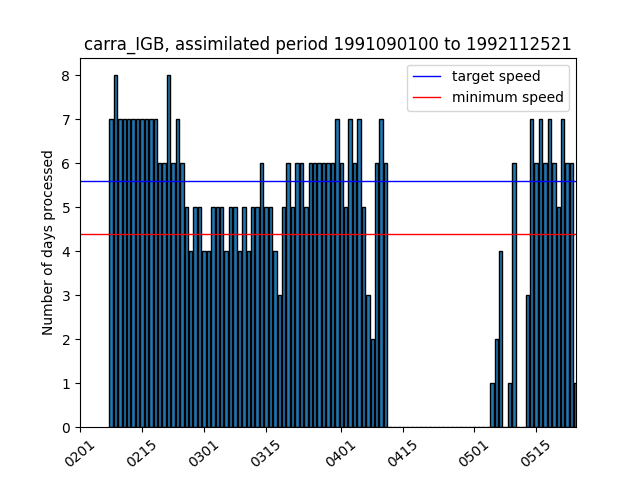 carra_IGB, assimilated period 1991090100 to 1992112521
target speed
minimum speed
Number of days processed
8
7
6
5
4
3
2
1
0
0201 0215 0301 0315 0401 0415 0501 0515